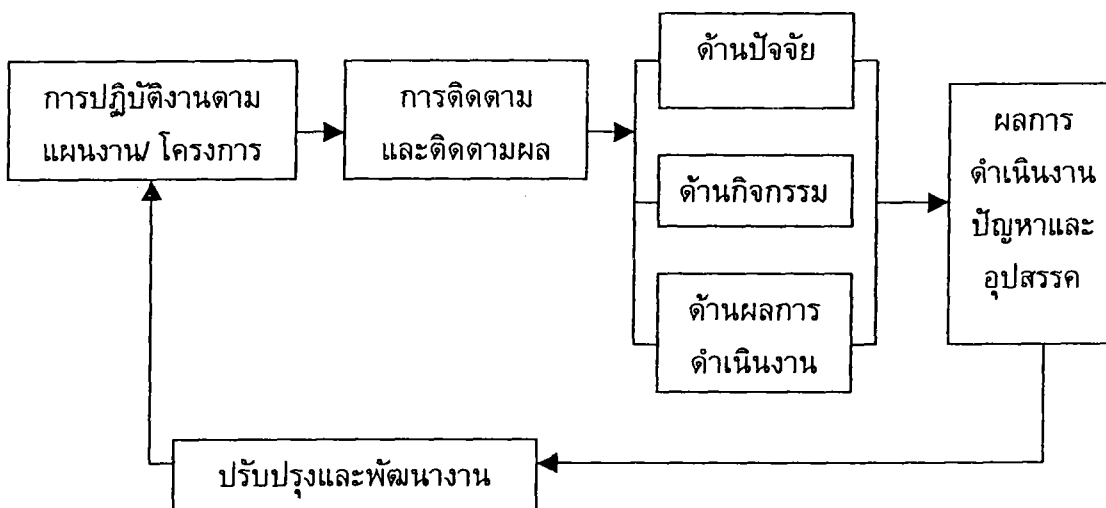 การปฏิบัติงานตาม
แผนงาน/ โครงการ
การติดตาม
และติดตามผล
ด้านปัจจัย
ด้านกิจกรรม
ด้านผลการ
ดำเนินงาน
ผลการ
ดำเนินงาน
ปัญหาและ
อุปสรรค
ปรับปรุงและพัฒนางาน